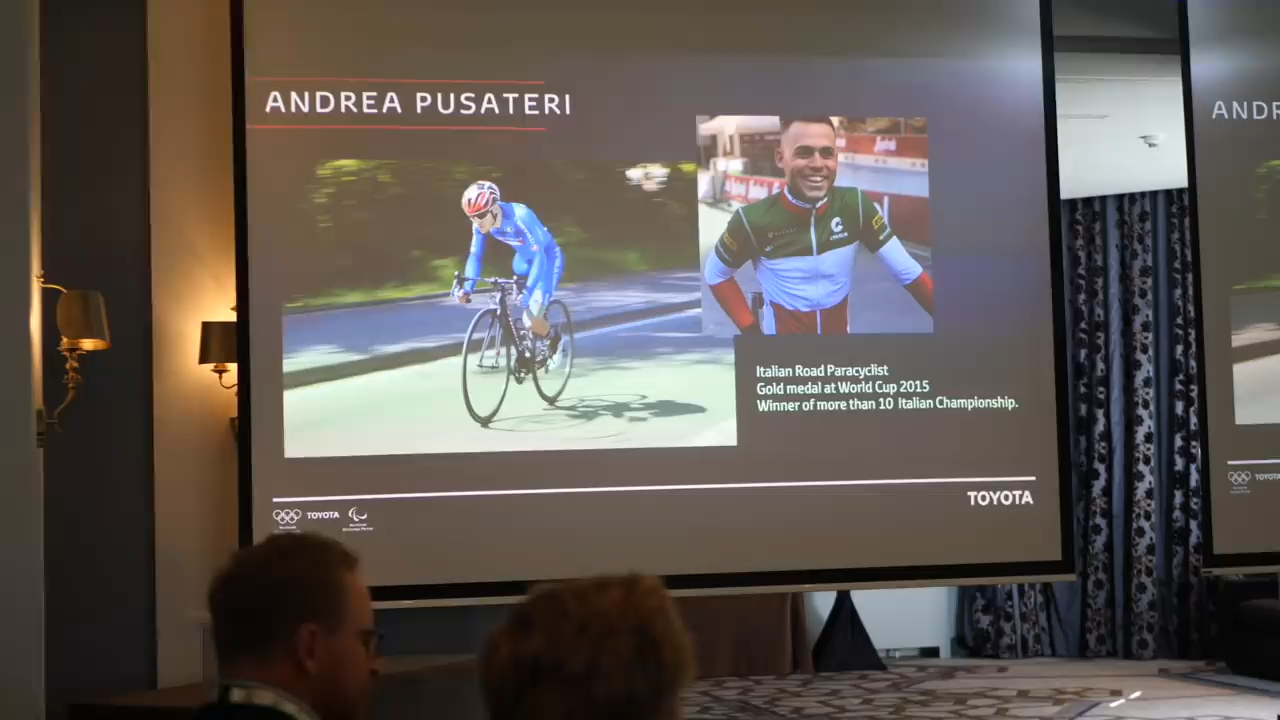 ANDREA PUSATERI
Italian Road Paracyclist
Gold medal at World Cup 2015
Winner of more than 10 Italian Championship.
TOYOTA
TOYOTA
ANDR
TOYOTA